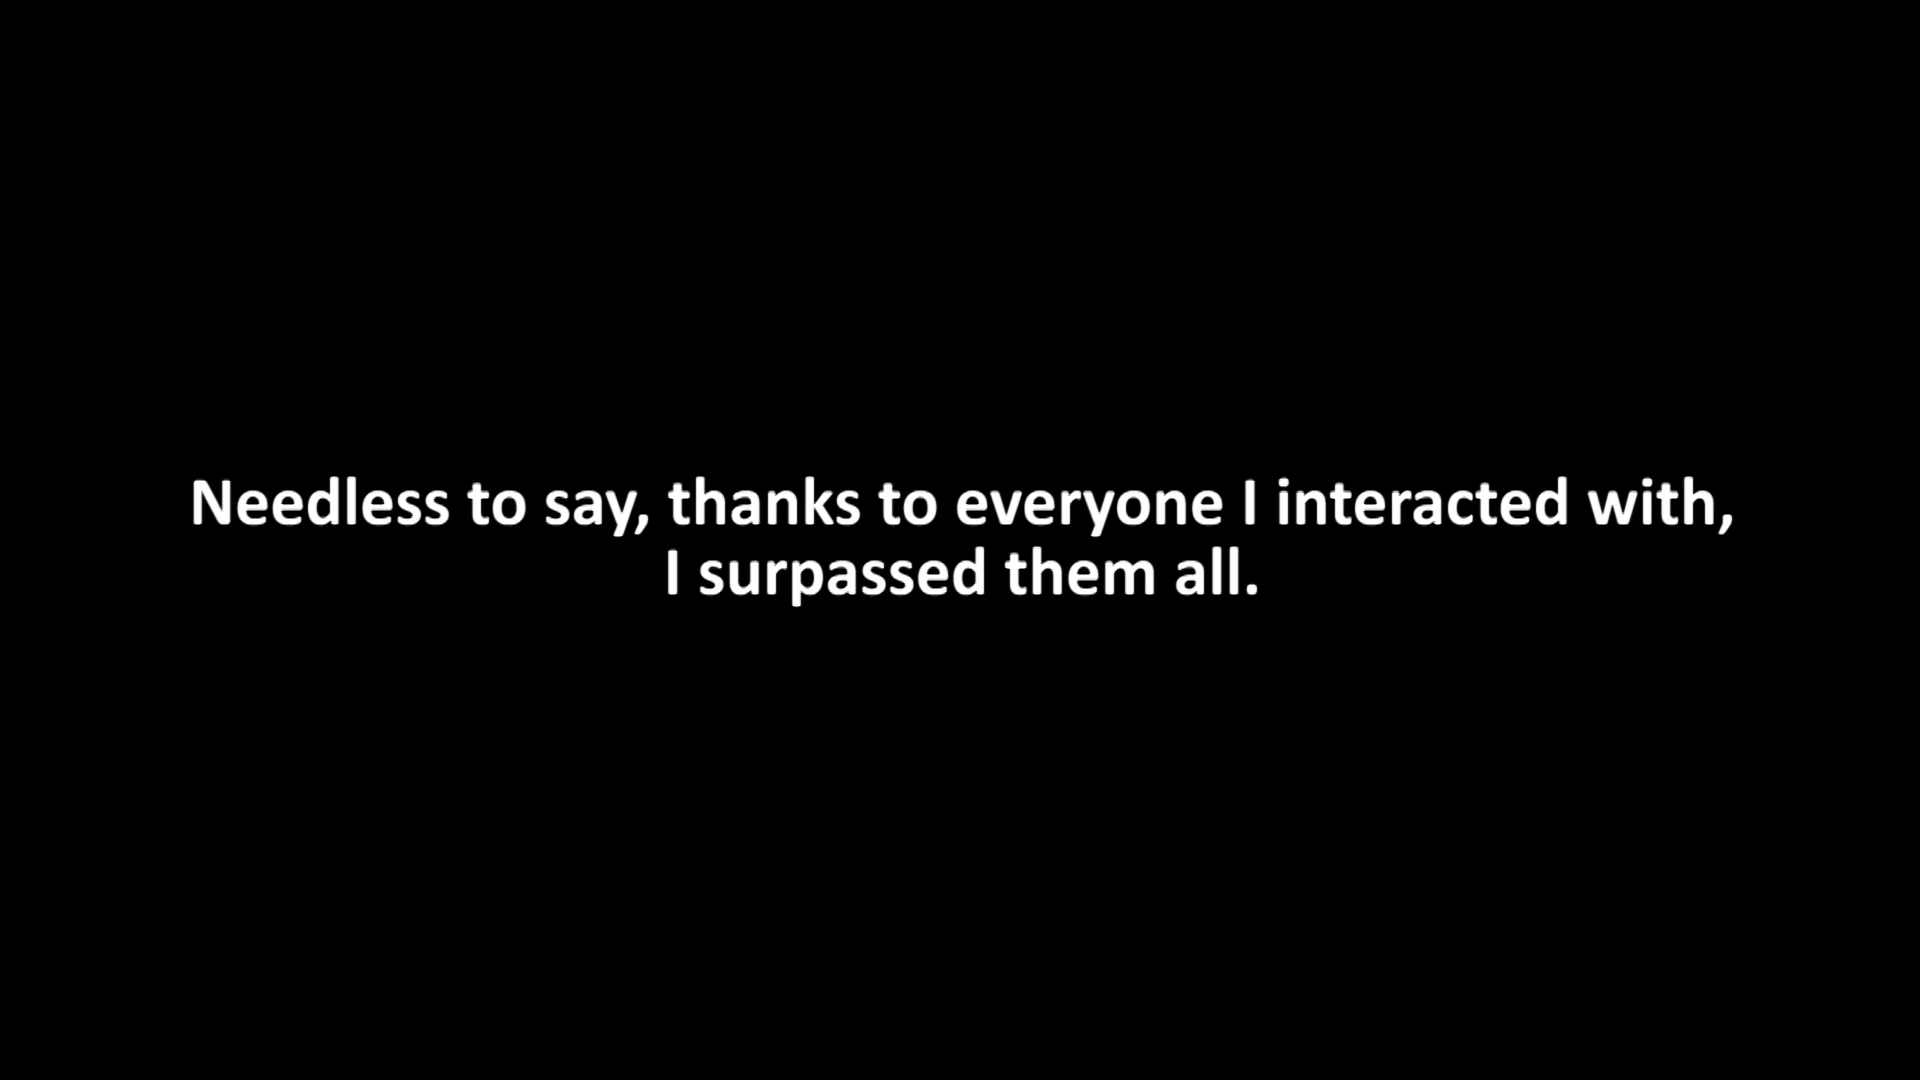 Needless to say, thanks to everyone I interacted with,
I surpassed them all.